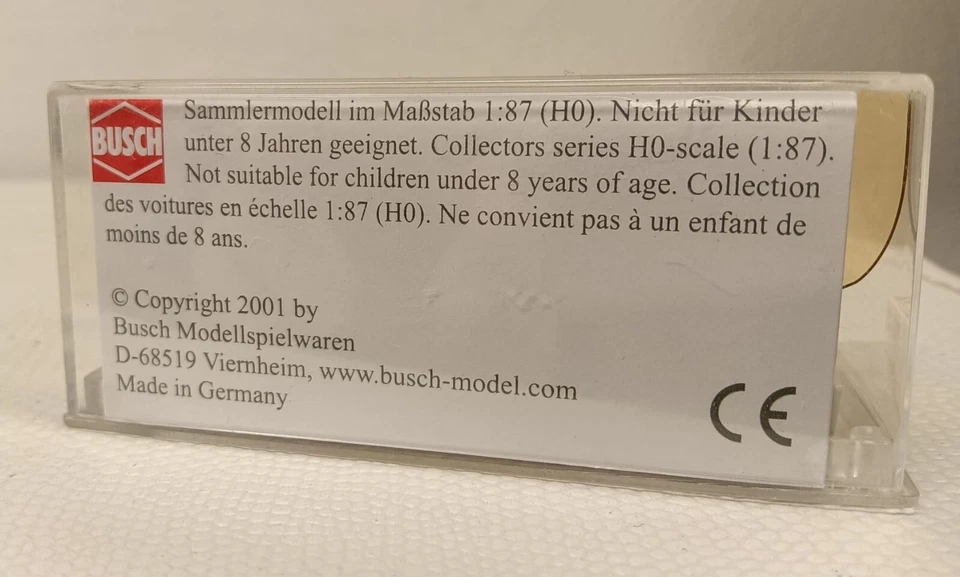 BUSCH
Sammlermodell im Maßstab 1:87 (H0). Nicht für Kinder
unter 8 Jahren geeignet. Collectors series H0-scale (1:87).
Not suitable for children under 8 years of age. Collection
des voitures en échelle 1:87 (H0). Ne convient pas à un enfant de
moins de 8 ans.
© Copyright 2001 by
Busch Modellspielwaren
D-68519 Viernheim, www.busch-model.com
Made in Germany
CE